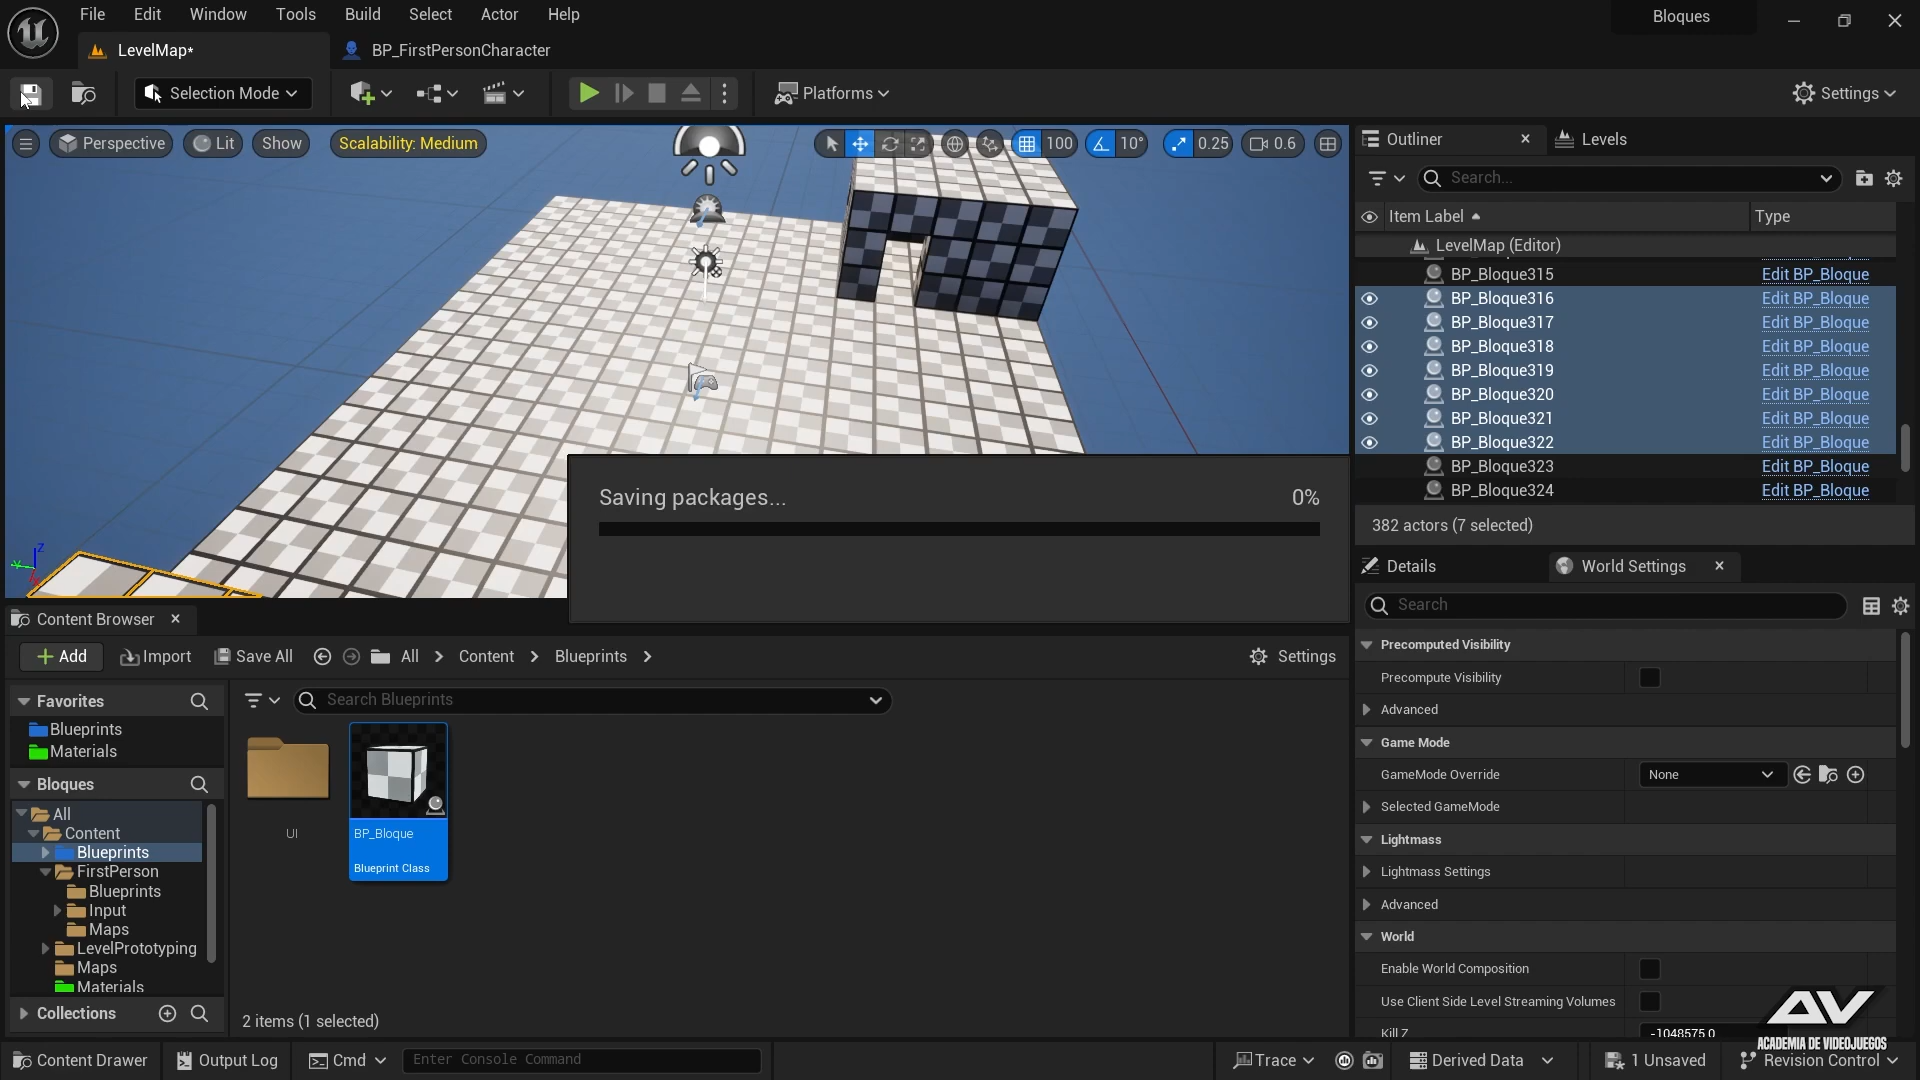 File Edit Window Tools Build Select Actor Help
Bloques
LevelMap*
BP_FirstPersonCharacter
Selection Mode
Platforms
Settings
Perspective
Lit
Show
Scalability: Medium
100
10°
0.25
0.6
Outliner
Levels
Search...
Item Label
Type
LevelMap (Editor)
BP_Bloque315 Edit BP_Bloque
BP_Bloque316 Edit BP_Bloque
BP_Bloque317 Edit BP_Bloque
BP_Bloque318 Edit BP_Bloque
BP_Bloque319 Edit BP_Bloque
BP_Bloque320 Edit BP_Bloque
BP_Bloque321 Edit BP_Bloque
BP_Bloque322 Edit BP_Bloque
BP_Bloque323 Edit BP_Bloque
BP_Bloque324 Edit BP_Bloque
382 actors (7 selected)
Saving packages... 0%
Details
World Settings
Search
Precomputed Visibility
Precompute Visibility
Advanced
Game Mode
GameMode Override None
Selected GameMode
Lightmass
Lightmass Settings
Advanced
World
Enable World Composition
Use Client Side Level Streaming Volumes
Kill Z -1048575.0
Content Browser
Add Import Save All All Content Blueprints Settings
Favorites
Blueprints
Materials
Bloques
All
Content
Blueprints
FirstPerson
Blueprints
Input
Maps
LevelPrototyping
Maps
Materials
Collections
Search Blueprints
UI
BP_Bloque
Blueprint Class
2 items (1 selected)
Content Drawer
Output Log
Cmd
Enter Console Command
Trace
Derived Data
1 Unsaved
Revision Control
AV
ACADEMIA DE VIDEOJUEGOS